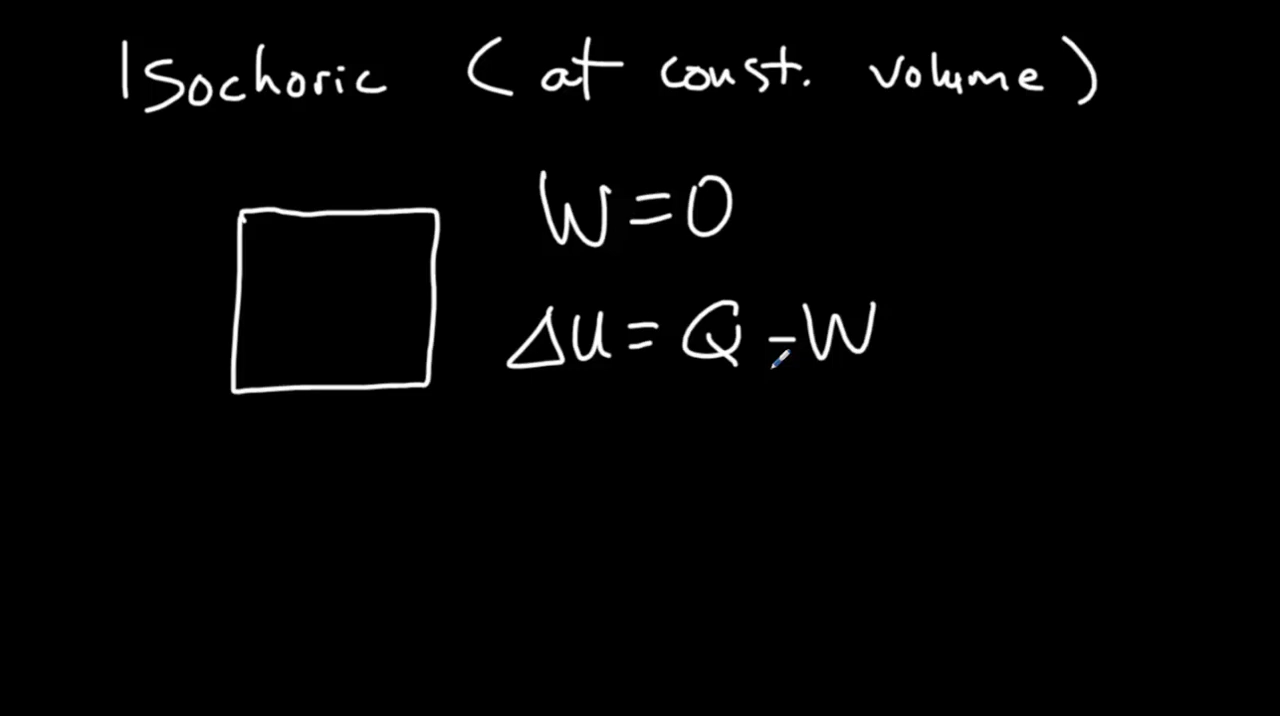 Isochoric (at const. volume)
W=0
ΔU=Q-W